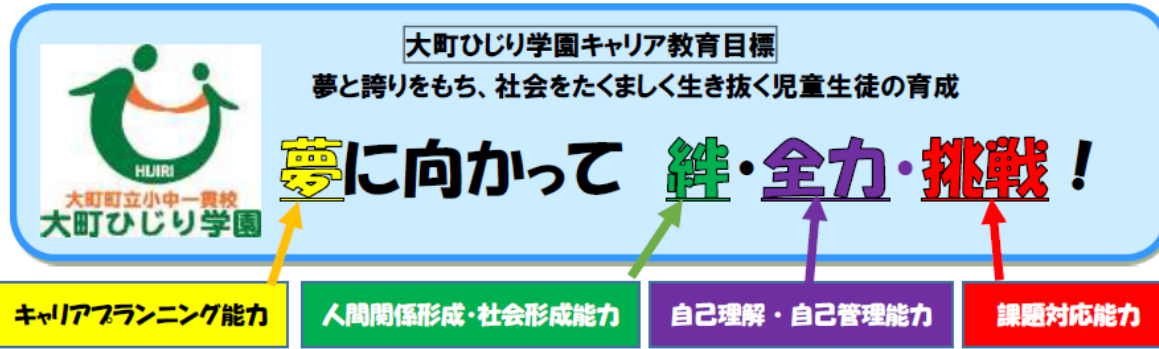 大町ひじり学園キャリア教育目標
夢と誇りをもち、社会をたくましく生き抜く児童生徒の育成
夢に向かって 絆・全力・挑戦！
HIJIRI
大町町立小中一貫校
大町ひじり学園
キャリアプランニング能力
人間関係形成・社会形成能力
自己理解・自己管理能力
課題対応能力